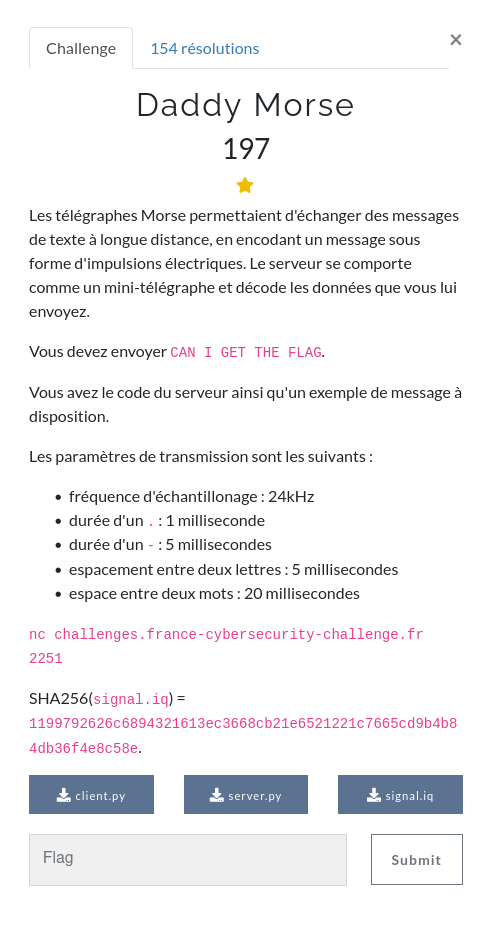 Challenge
154 résolutions
×
Daddy Morse
197
Les télégraphes Morse permettaient d'échanger des messages
de texte à longue distance, en encodant un message sous
forme d'impulsions électriques. Le serveur se comporte
comme un mini-télégraphe et décode les données que vous lui
envoyez.
Vous devez envoyer CAN I GET THE FLAG.
Vous avez le code du serveur ainsi qu'un exemple de message à
disposition.
Les paramètres de transmission sont les suivants :
• fréquence d'échantillonage : 24kHz
• durée d'un . : 1 milliseconde
• durée d'un - : 5 millisecondes
• espacement entre deux lettres : 5 millisecondes
• espace entre deux mots : 20 millisecondes
nc challenges.france-cybersecurity-challenge.fr
2251
SHA256(signal.iq) =
1199792626c6894321613ec3668cb21e6521221c7665cd9b4b8
4db36f4e8c58e.
client.py
server.py
signal.iq
Flag
Submit